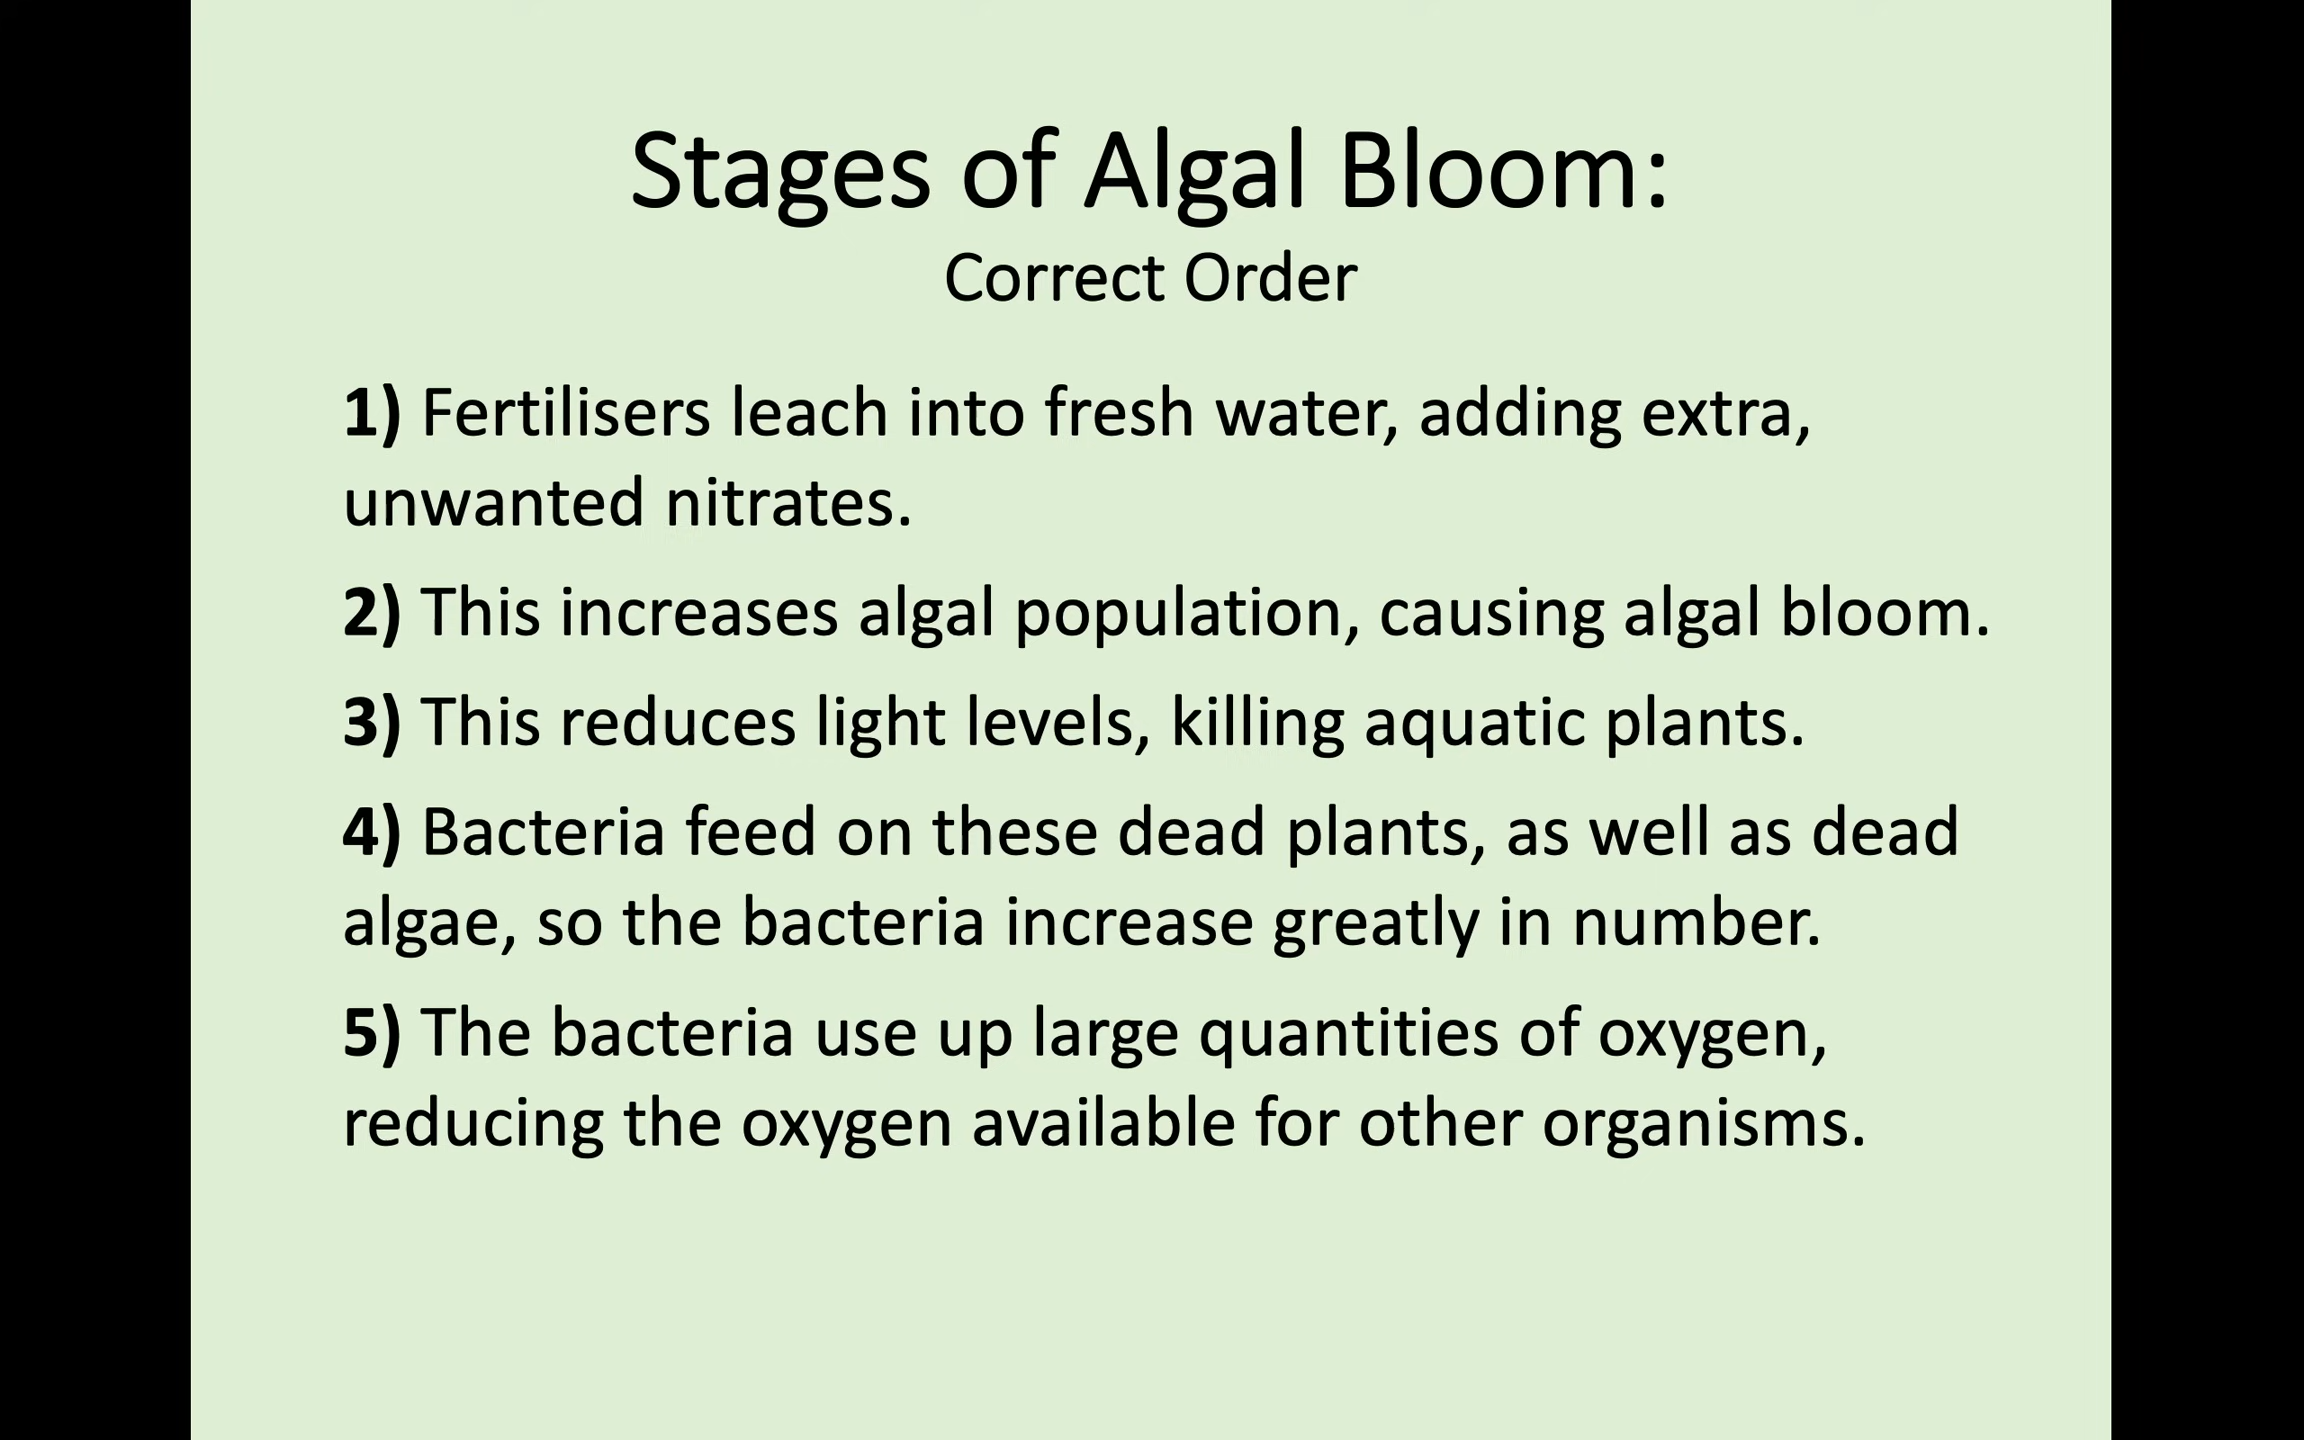 Stages of Algal Bloom:
Correct Order
1) Fertilisers leach into fresh water, adding extra,
unwanted nitrates.
2) This increases algal population, causing algal bloom.
3) This reduces light levels, killing aquatic plants.
4) Bacteria feed on these dead plants, as well as dead
algae, so the bacteria increase greatly in number.
5) The bacteria use up large quantities of oxygen,
reducing the oxygen available for other organisms.